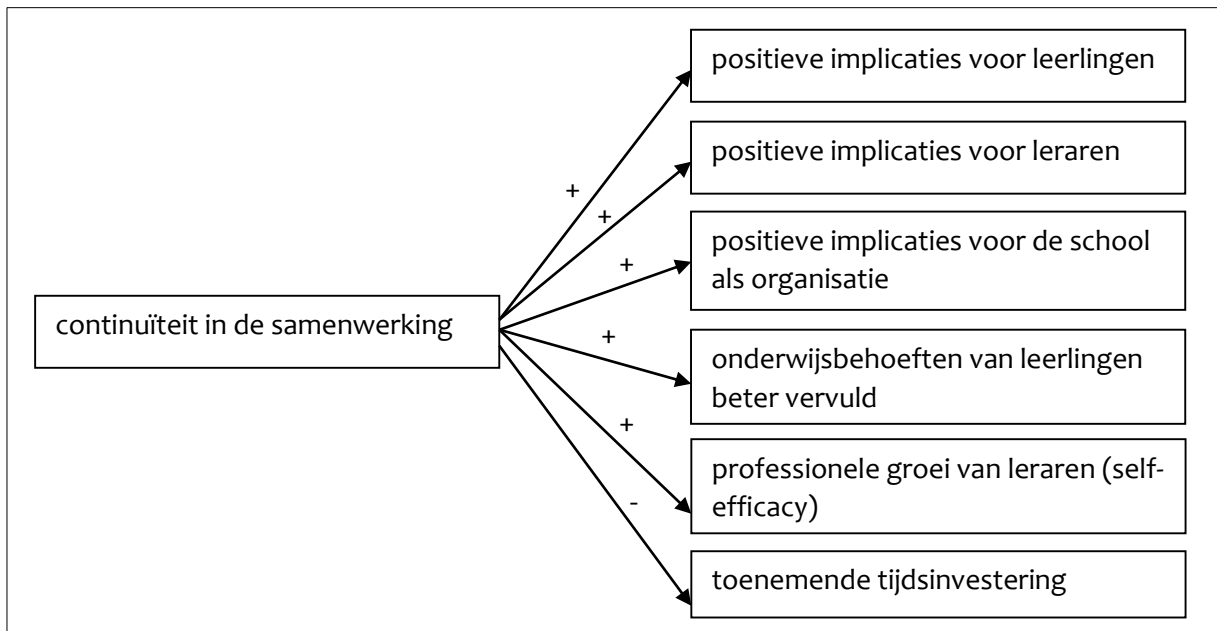 positieve implicaties voor leerlingen
positieve implicaties voor leraren
+
+
positieve implicaties voor de school
als organisatie
+
continuïteit in de samenwerking
+
onderwijsbehoeften van leerlingen
beter vervuld
+
professionele groei van leraren (self-
efficacy)
-
toenemende tijdsinvestering